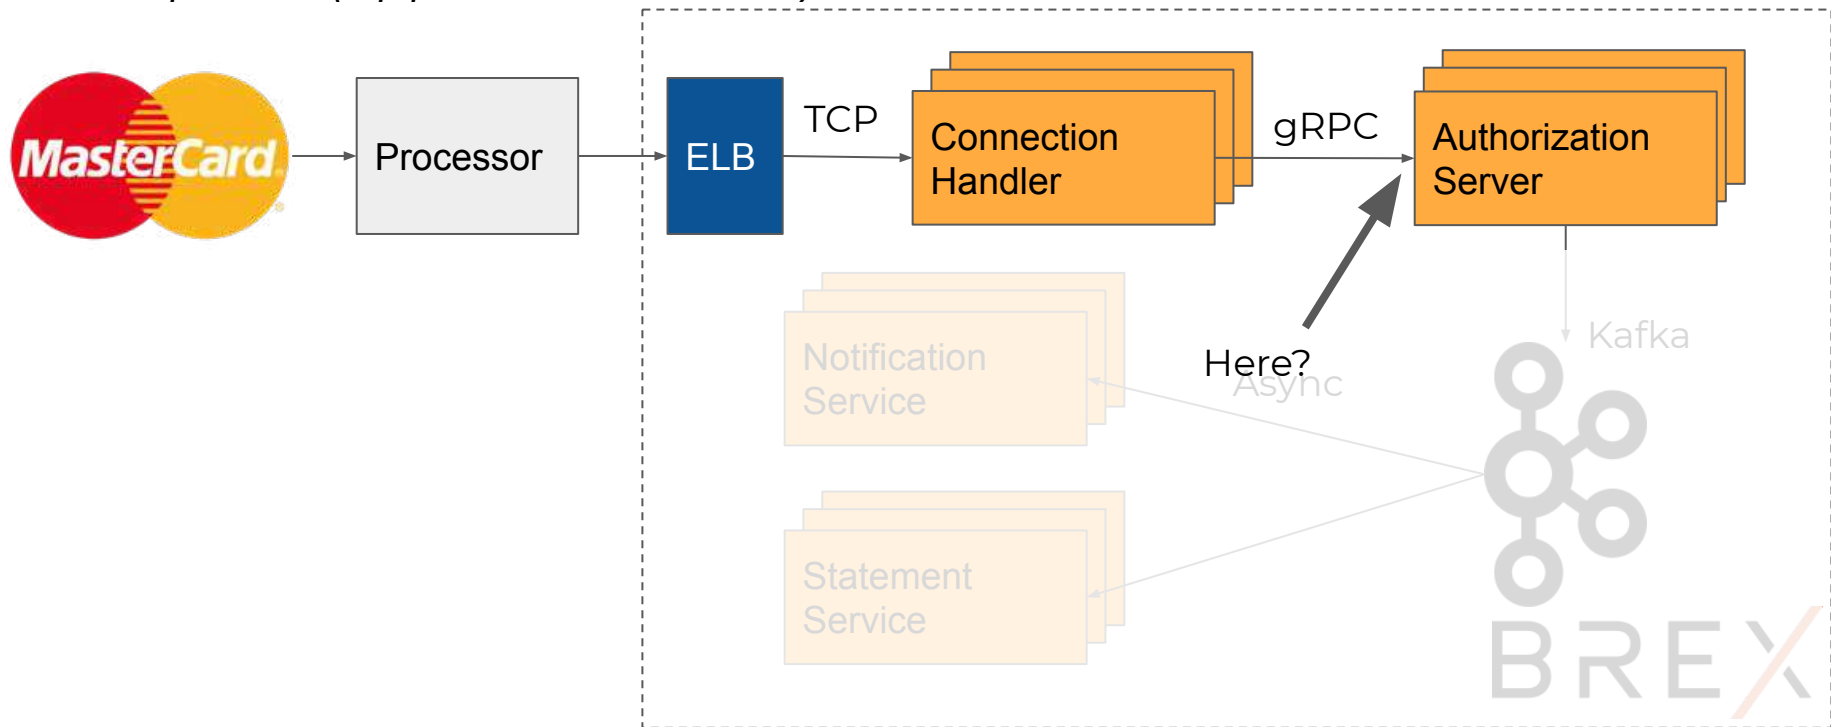 MasterCard
Processor
ELB
TCP
Connection
Handler
gRPC
Authorization
Server
Here?
Async
Kafka
Notification
Service
Statement
Service
BREX